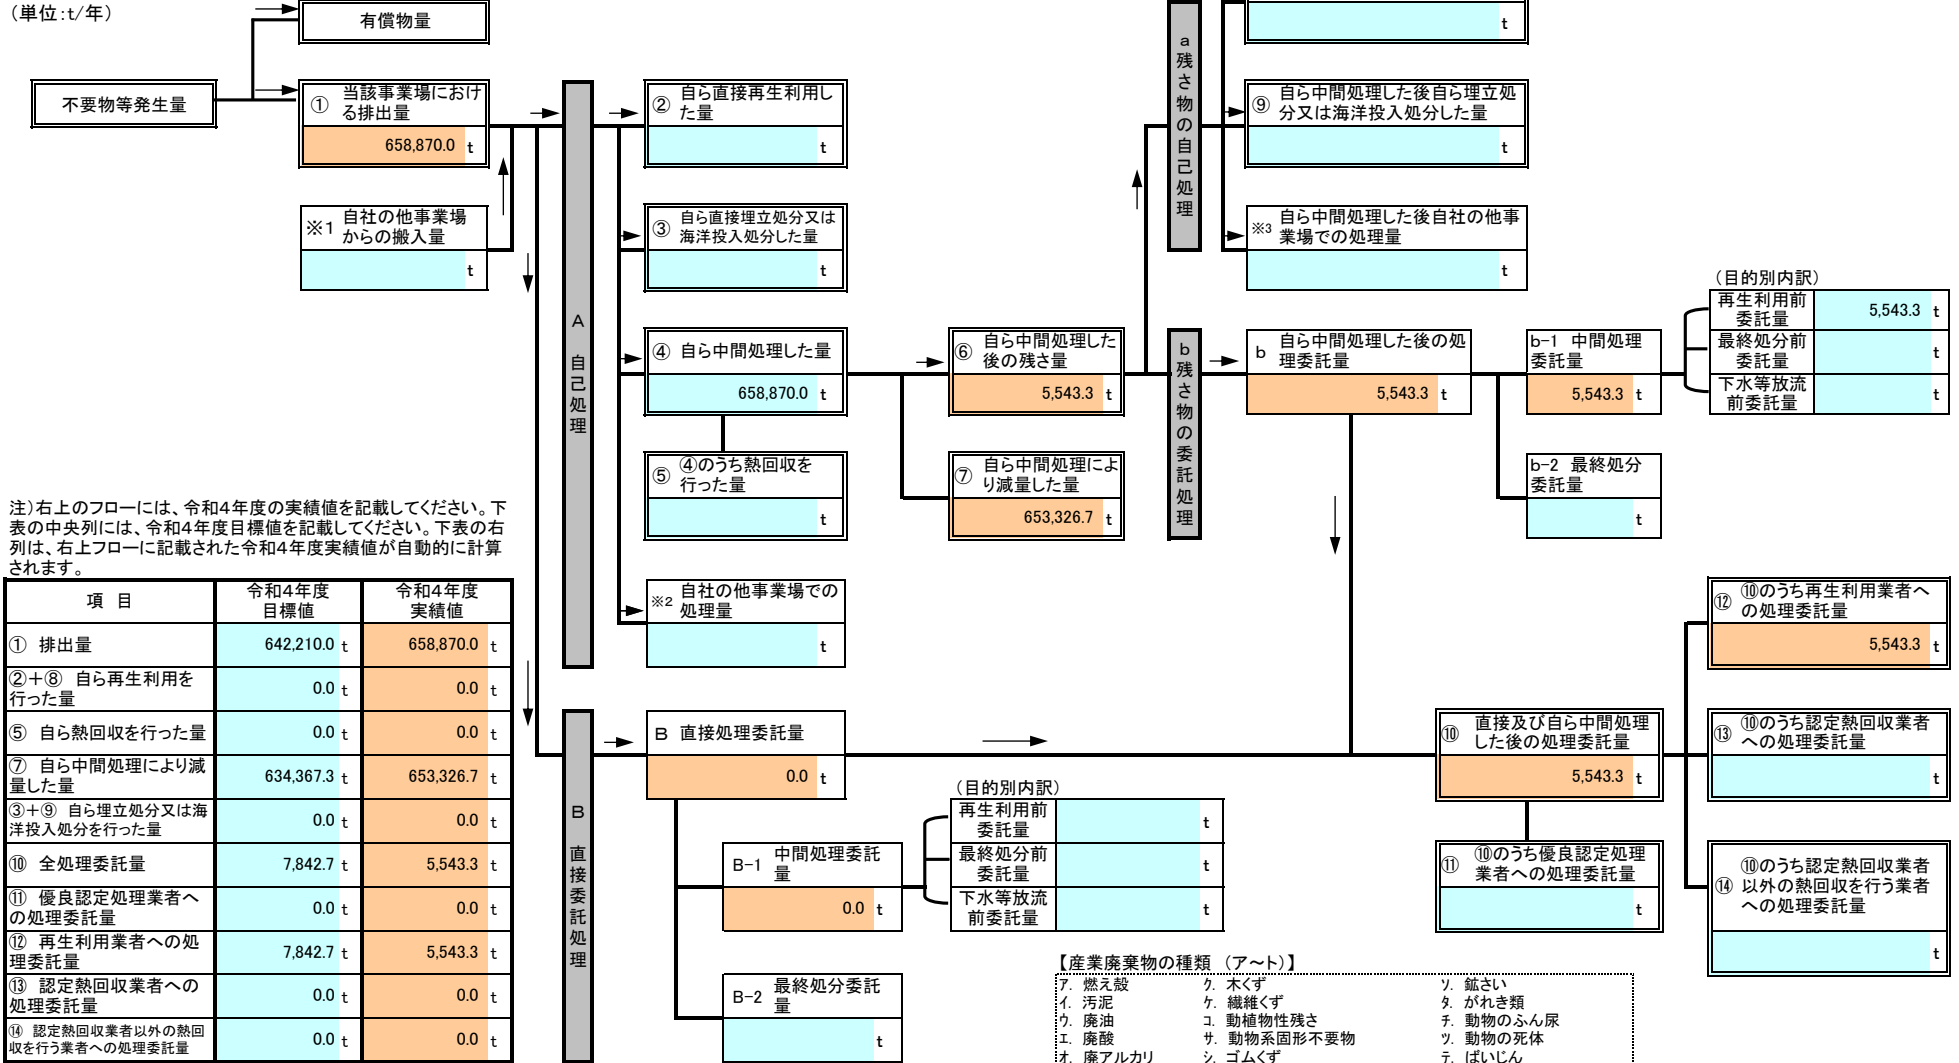 (単位:t/年)
有償物量
不要物等発生量
① 当該事業場におけ
る排出量
658,870.0 t
※1 自社の他事業場
からの搬入量
t
A 自己処理
② 自ら直接再生利用し
た量
t
③ 自ら直接埋立処分又は
海洋投入処分した量
t
④ 自ら中間処理した量
658,870.0 t
⑤ ④のうち熱回収を
行った量
t
※2 自社の他事業場での
処理量
t
⑥ 自ら中間処理した
後の残さ量
5,543.3 t
⑦ 自ら中間処理によ
り減量した量
653,326.7 t
a 残さ物の自己処理
t
⑨ 自ら中間処理した後自ら埋立処
分又は海洋投入処分した量
t
※3 自ら中間処理した後自社の他事
業場での処理量
t
b 残さ物の委託処理
b 自ら中間処理した後の処
理委託量
5,543.3 t
b-1 中間処理
委託量
5,543.3 t
b-2 最終処分
委託量
t
(目的別内訳)
再生利用前
委託量
5,543.3 t
最終処分前
委託量
t
下水等放流
前委託量
t
注)右上のフローには、令和4年度の実績値を記載してください。下
表の中央列には、令和4年度目標値を記載してください。下表の右
列は、右上フローに記載された令和4年度実績値が自動的に計算
されます。
項 目
令和4年度
目標値
令和4年度
実績値
① 排出量
642,210.0 t 658,870.0 t
②+⑧ 自ら再生利用を
行った量
0.0 t 0.0 t
⑤ 自ら熱回収を行った量
0.0 t 0.0 t
⑦ 自ら中間処理により減
量した量
634,367.3 t 653,326.7 t
③+⑨ 自ら埋立処分又は海
洋投入処分を行った量
0.0 t 0.0 t
⑩ 全処理委託量
7,842.7 t 5,543.3 t
⑪ 優良認定処理業者へ
の処理委託量
0.0 t 0.0 t
⑫ 再生利用業者への処
理委託量
7,842.7 t 5,543.3 t
⑬ 認定熱回収業者への
処理委託量
0.0 t 0.0 t
⑭ 認定熱回収業者以外の熱回
収を行う業者への処理委託量
0.0 t 0.0 t
B 直接委託処理
B 直接処理委託量
0.0 t
B-1 中間処理委託
量
0.0 t
B-2 最終処分委託
量
t
(目的別内訳)
再生利用前
委託量
t
最終処分前
委託量
t
下水等放流
前委託量
t
⑩ 直接及び自ら中間処理
した後の処理委託量
5,543.3 t
⑪ ⑩のうち優良認定処理
業者への処理委託量
t
⑫ ⑩のうち再生利用業者へ
の処理委託量
5,543.3 t
⑬ ⑩のうち認定熱回収業者
への処理委託量
t
⑭ ⑩のうち認定熱回収業者
以外の熱回収を行う業者
への処理委託量
t
【産業廃棄物の種類 (ア~ト)】
ア. 燃え殻 ク. 木くず ソ. 鉱さい
イ. 汚泥 ケ. 繊維くず タ. がれき類
ウ. 廃油 コ. 動植物性残さ チ. 動物のふん尿
エ. 廃酸 サ. 動物系固形不要物 ツ. 動物の死体
オ. 廃アルカリ シ. ゴムくず テ. ばいじん